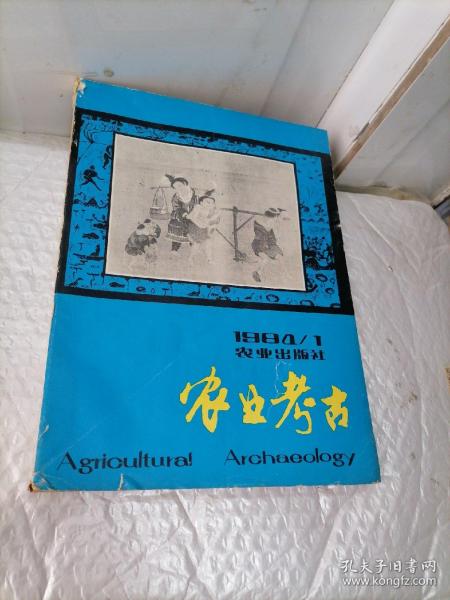 1984/1
农业出版社
农业考古
Agricultural Archaeology
孔夫子旧书网
www.kongfz.com